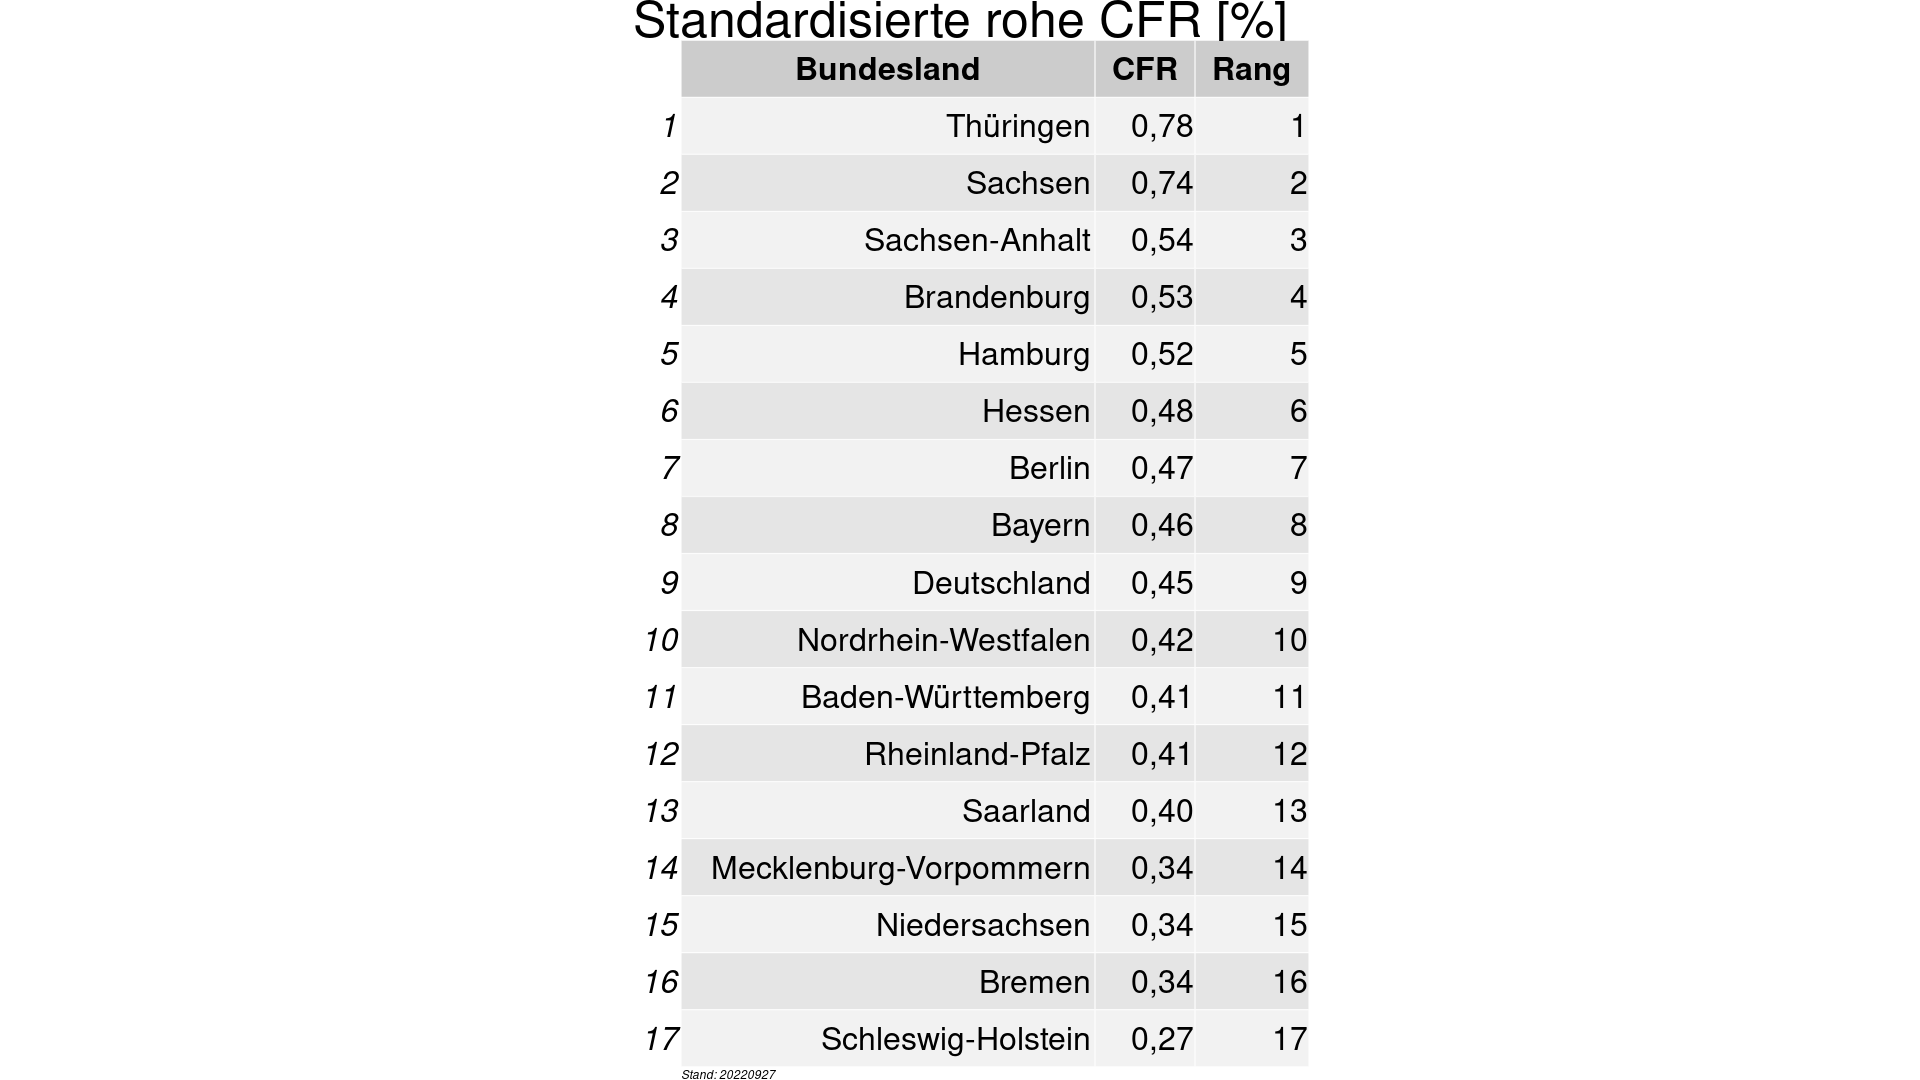 Standardisierte rohe CFR [%]
Bundesland CFR Rang
1 Thüringen 0,78 1
2 Sachsen 0,74 2
3 Sachsen-Anhalt 0,54 3
4 Brandenburg 0,53 4
5 Hamburg 0,52 5
6 Hessen 0,48 6
7 Berlin 0,47 7
8 Bayern 0,46 8
9 Deutschland 0,45 9
10 Nordrhein-Westfalen 0,42 10
11 Baden-Württemberg 0,41 11
12 Rheinland-Pfalz 0,41 12
13 Saarland 0,40 13
14 Mecklenburg-Vorpommern 0,34 14
15 Niedersachsen 0,34 15
16 Bremen 0,34 16
17 Schleswig-Holstein 0,27 17
Stand: 20220927